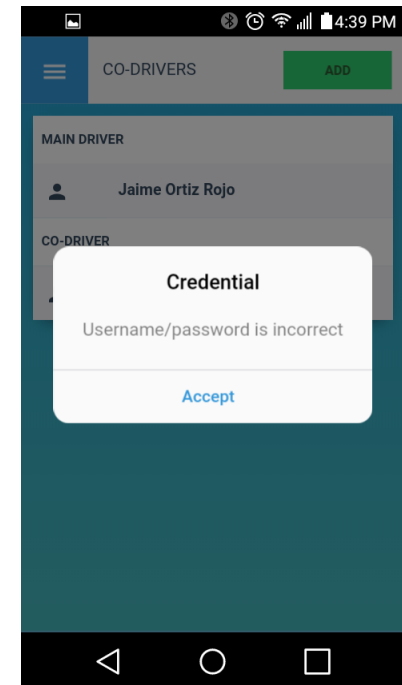 4:39 PM
CO-DRIVERS
ADD
MAIN DRIVER
Jaime Ortiz Rojo
CO-DRIVER
Credential
Username/password is incorrect
Accept